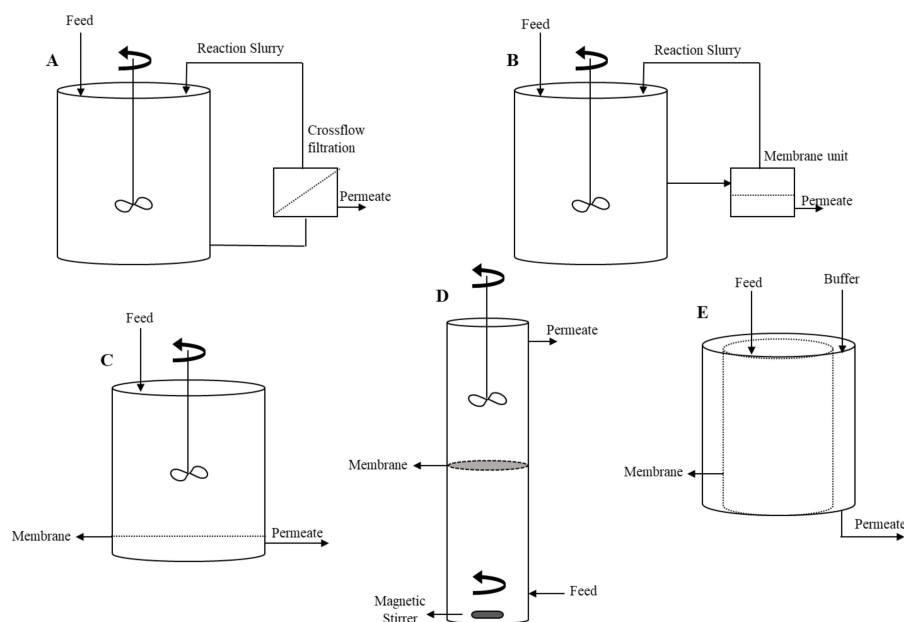 Feed
A
Reaction Slurry
Crossflow
filtration
Permeate
Feed
B
Reaction Slurry
Membrane unit
Permeate
Feed
C
Membrane
Permeate
D
Permeate
Membrane
Feed
Magnetic
Stirrer
Feed
Buffer
E
Membrane
Permeate